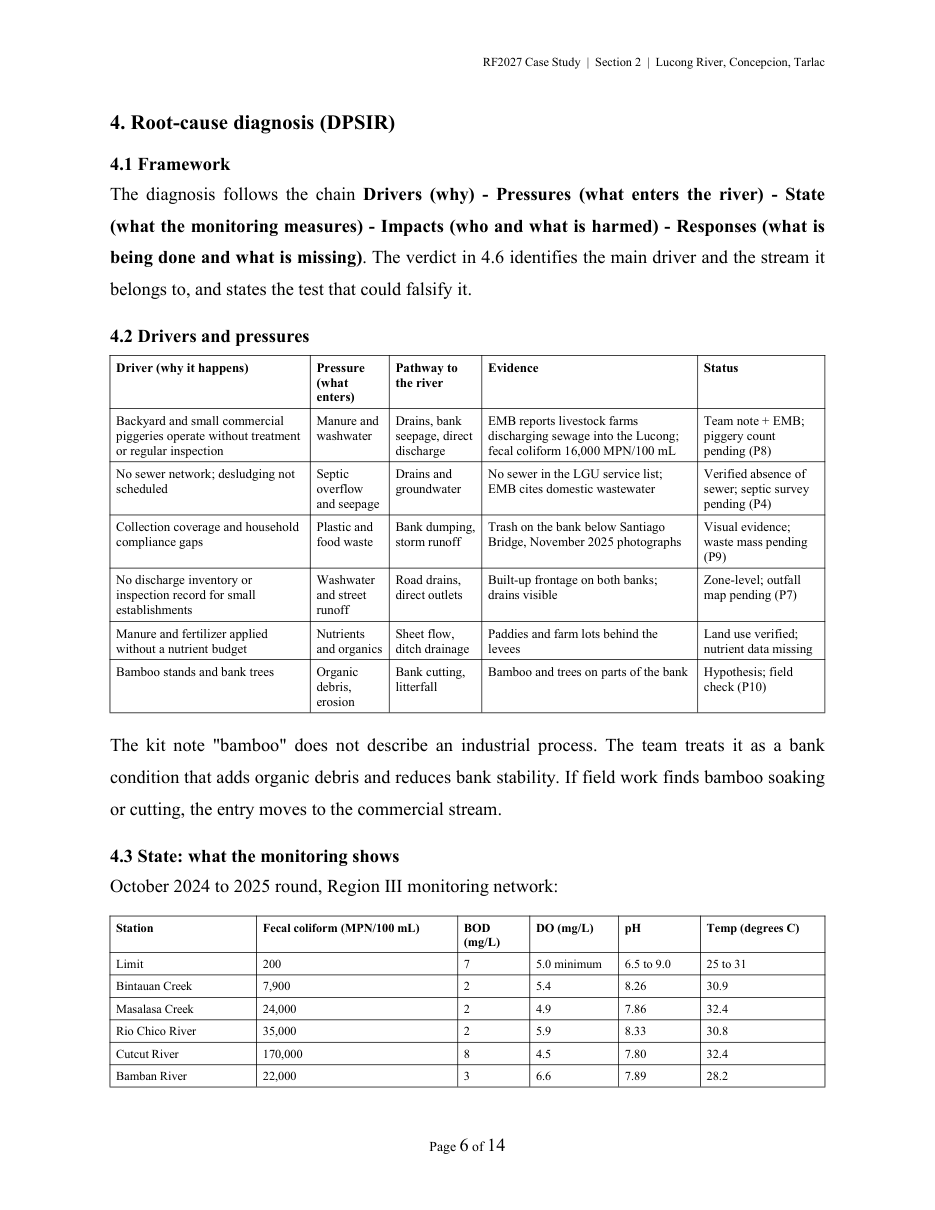 RF2027 Case Study | Section 2 | Lucong River, Concepcion, Tarlac
4. Root-cause diagnosis (DPSIR)
4.1 Framework
The diagnosis follows the chain Drivers (why) - Pressures (what enters the river) - State
(what the monitoring measures) - Impacts (who and what is harmed) - Responses (what is
being done and what is missing). The verdict in 4.6 identifies the main driver and the stream it
belongs to, and states the test that could falsify it.
4.2 Drivers and pressures
Driver (why it happens) Pressure (what enters) Pathway to the river Evidence Status
Backyard and small commercial piggeries operate without treatment or regular inspection Manure and washwater Drains, bank seepage, direct discharge EMB reports livestock farms discharging sewage into the Lucong; fecal coliform 16,000 MPN/100 mL Team note + EMB; piggery count pending (P8)
No sewer network; desludging not scheduled Septic overflow and seepage Drains and groundwater No sewer in the LGU service list; EMB cites domestic wastewater Verified absence of sewer; septic survey pending (P4)
Collection coverage and household compliance gaps Plastic and food waste Bank dumping, storm runoff Trash on the bank below Santiago Bridge, November 2025 photographs Visual evidence; waste mass pending (P9)
No discharge inventory or inspection record for small establishments Washwater and street runoff Road drains, direct outlets Built-up frontage on both banks; drains visible Zone-level; outfall map pending (P7)
Manure and fertilizer applied without a nutrient budget Nutrients and organics Sheet flow, ditch drainage Paddies and farm lots behind the levees Land use verified; nutrient data missing
Bamboo stands and bank trees Organic debris, erosion Bank cutting, litterfall Bamboo and trees on parts of the bank Hypothesis; field check (P10)
The kit note "bamboo" does not describe an industrial process. The team treats it as a bank
condition that adds organic debris and reduces bank stability. If field work finds bamboo soaking
or cutting, the entry moves to the commercial stream.
4.3 State: what the monitoring shows
October 2024 to 2025 round, Region III monitoring network:
Station Fecal coliform (MPN/100 mL) BOD (mg/L) DO (mg/L) pH Temp (degrees C)
Limit 200 7 5.0 minimum 6.5 to 9.0 25 to 31
Bintauan Creek 7,900 2 5.4 8.26 30.9
Masalasa Creek 24,000 2 4.9 7.86 32.4
Rio Chico River 35,000 2 5.9 8.33 30.8
Cutcut River 170,000 8 4.5 7.80 32.4
Bamban River 22,000 3 6.6 7.89 28.2
Page 6 of 14